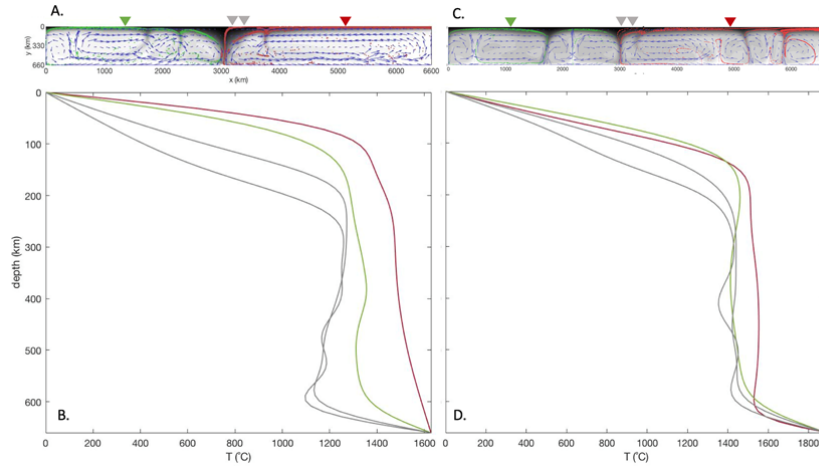 A.
C.
y (km)
0
330
660
0 1000 2000 3000 4000 5000 6000 6600
x (km)
0 1000 2000 3000 4000 5000 6000
0
100
200
300
400
500
600
depth (km)
0
B.
D.
0 200 400 600 800 1000 1200 1400 1600
0 200 400 600 800 1000 1200 1400 1600 1800
T (˚C)
T (˚C)